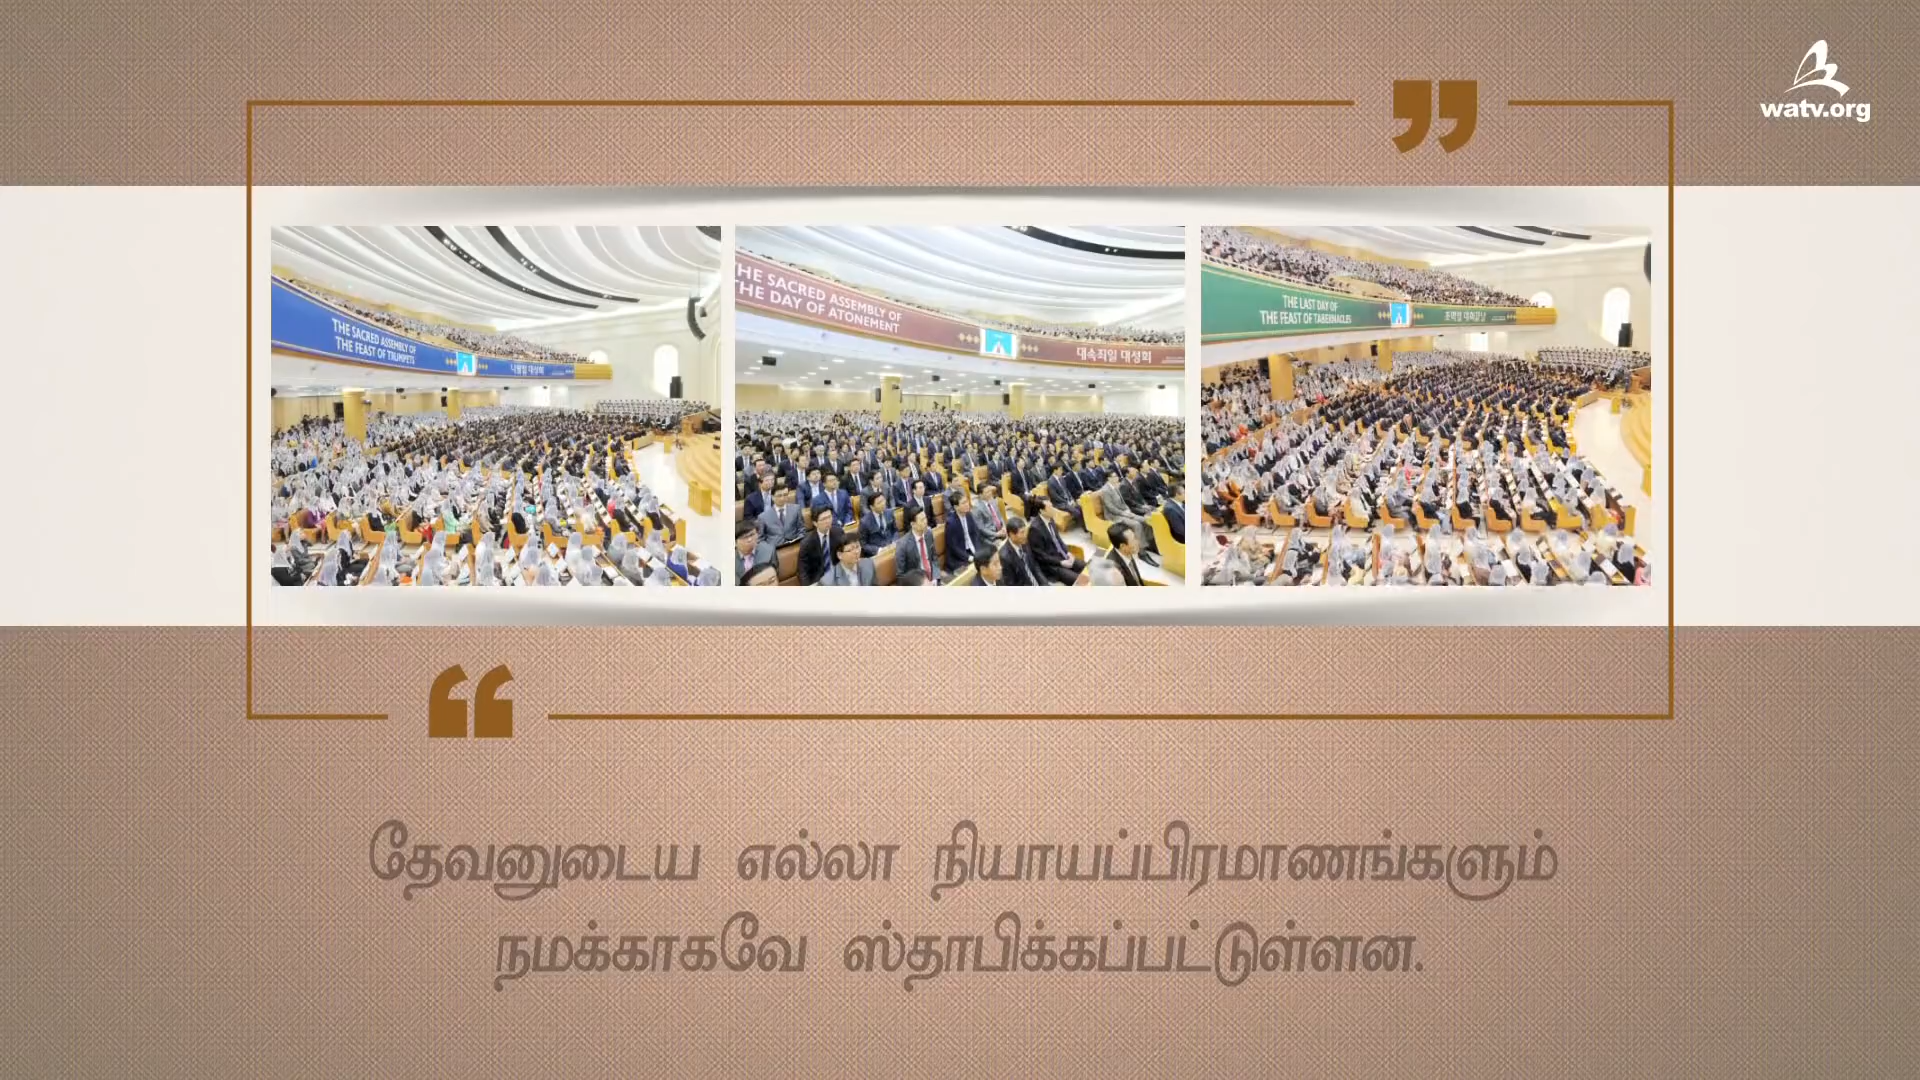 watv.org
THE SACRED ASSEMBLY OF
THE FEAST OF TRUMPETS
나팔절 대성회
THE SACRED ASSEMBLY OF
THE DAY OF ATONEMENT
대속죄일 대성회
THE LAST DAY OF
THE FEAST OF TABERNACLES
초막절 대회끝날
தேவனுடைய எல்லா நியாயப்பிரமாணங்களும்
நமக்காகவே ஸ்தாபிக்கப்பட்டுள்ளன.